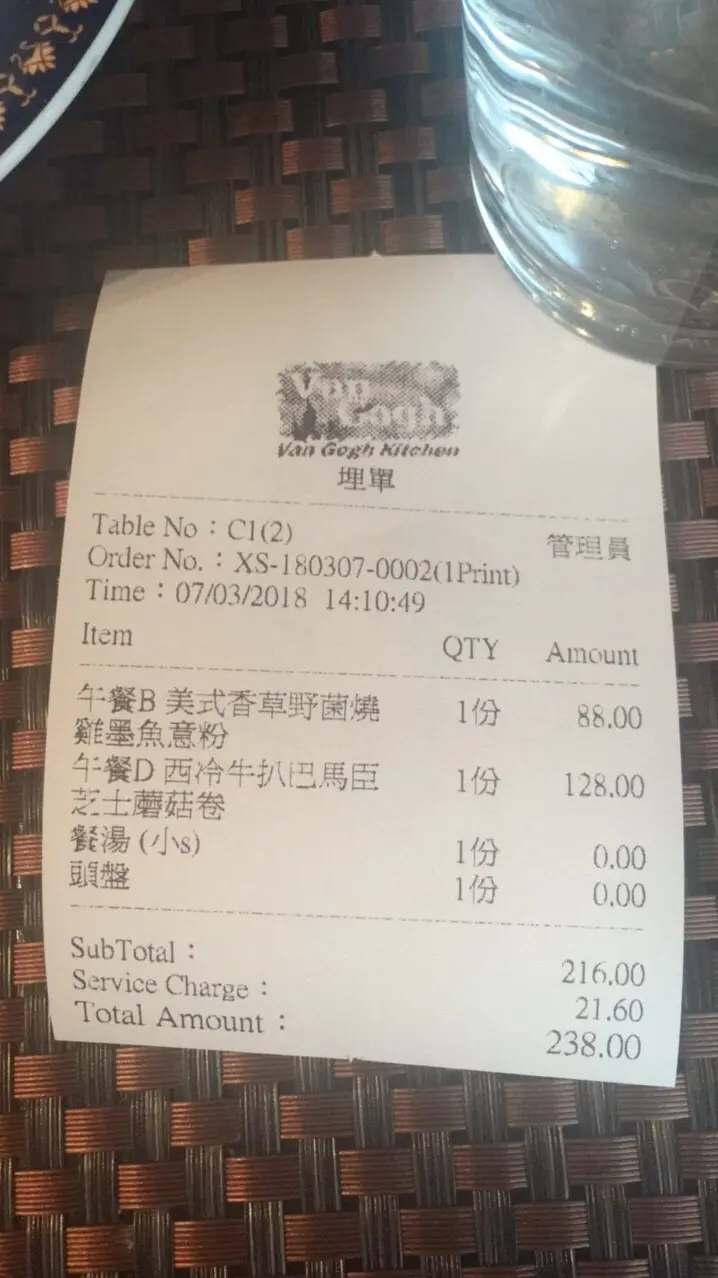 Van
Gogh
Van Gogh Kitchen
埋單
Table No：C1(2) 管理員
Order No.：XS-180307-0002(1Print)
Time：07/03/2018 14:10:49
Item QTY Amount
午餐B 美式香草野菌燒 1份 88.00
雞墨魚意粉
午餐D 西冷牛扒巴馬臣 1份 128.00
芝士蘑菇卷
餐湯 (小s) 1份 0.00
頭盤 1份 0.00
SubTotal： 216.00
Service Charge： 21.60
Total Amount： 238.00